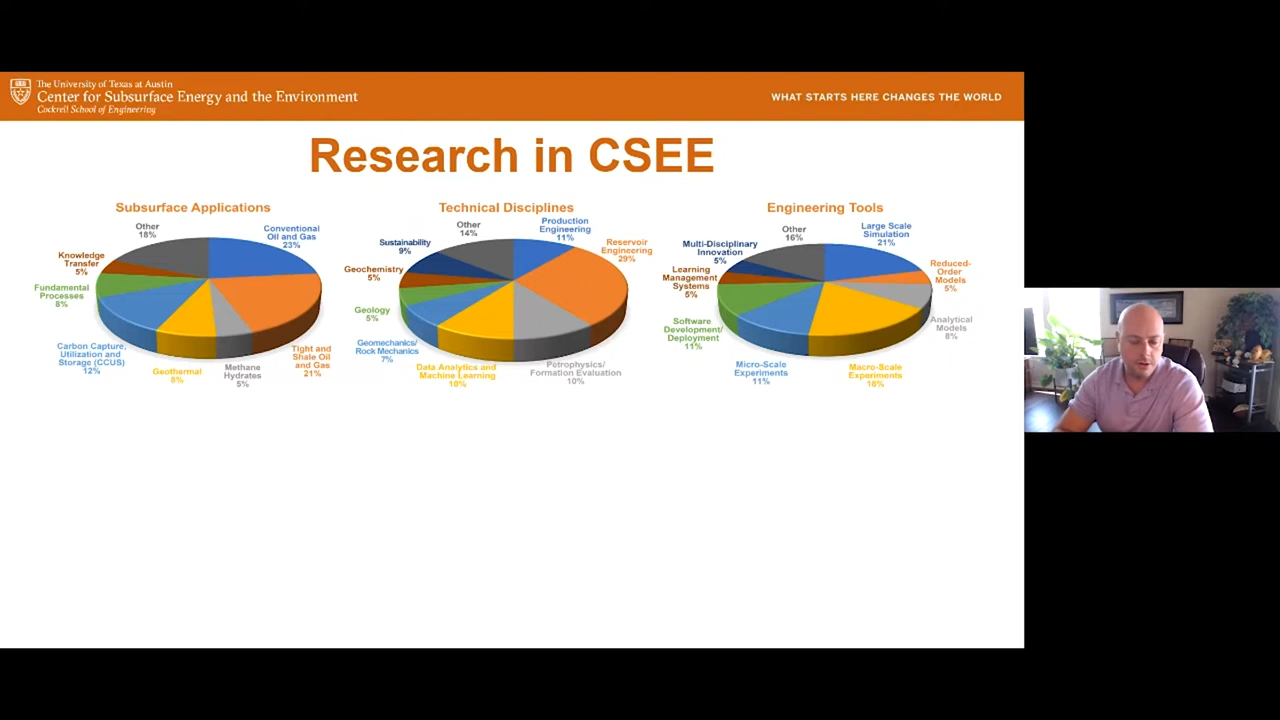 The University of Texas at Austin
Center for Subsurface Energy and the Environment
Cockrell School of Engineering
WHAT STARTS HERE CHANGES THE WORLD
Research in CSEE
Subsurface Applications
Other
18%
Conventional
Oil and Gas
23%
Knowledge
Transfer
5%
Fundamental
Processes
8%
Carbon Capture,
Utilization and
Storage (CCUS)
12%
Geothermal
8%
Methane
Hydrates
5%
Tight and
Shale Oil
and Gas
21%
Technical Disciplines
Other
14%
Production
Engineering
11%
Sustainability
9%
Reservoir
Engineering
29%
Geochemistry
5%
Geology
5%
Geomechanics/
Rock Mechanics
7%
Data Analytics and
Machine Learning
10%
Petrophysics/
Formation Evaluation
10%
Engineering Tools
Other
16%
Large Scale
Simulation
21%
Multi-Disciplinary
Innovation
5%
Reduced-
Order
Models
5%
Learning
Management
Systems
5%
Analytical
Models
8%
Software
Development/
Deployment
11%
Micro-Scale
Experiments
11%
Macro-Scale
Experiments
18%